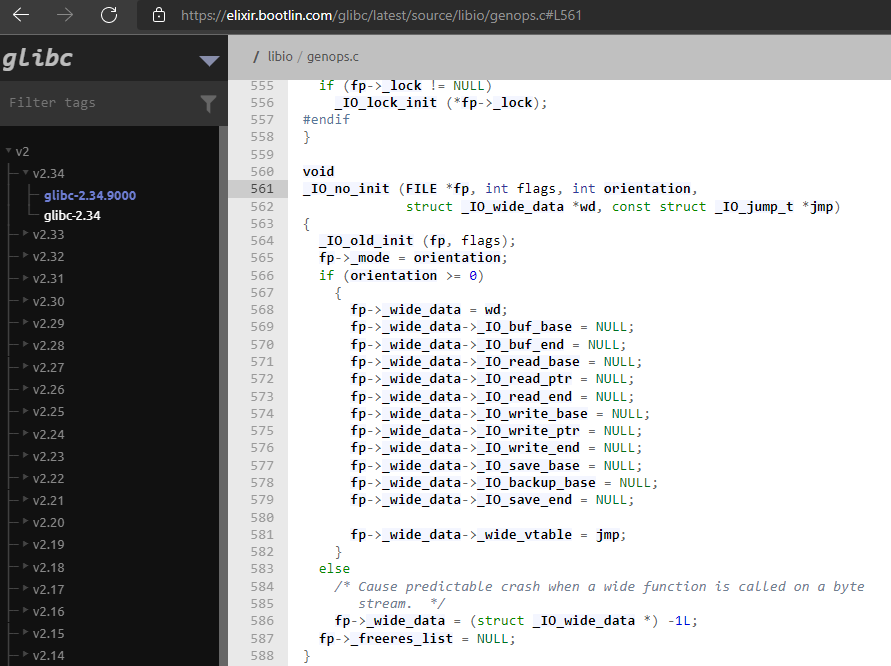 https://elixir.bootlin.com/glibc/latest/source/libio/genops.c#L561
glibc
/ libio / genops.c
Filter tags
v2
v2.34
glibc-2.34.9000
glibc-2.34
v2.33
v2.32
v2.31
v2.30
v2.29
v2.28
v2.27
v2.26
v2.25
v2.24
v2.23
v2.22
v2.21
v2.20
v2.19
v2.18
v2.17
v2.16
v2.15
v2.14
555 if (fp->_lock != NULL)
556 _IO_lock_init (*fp->_lock);
557 #endif
558 }
559
560 void
561 _IO_no_init (FILE *fp, int flags, int orientation,
562 struct _IO_wide_data *wd, const struct _IO_jump_t *jmp)
563 {
564 _IO_old_init (fp, flags);
565 fp->_mode = orientation;
566 if (orientation >= 0)
567 {
568 fp->_wide_data = wd;
569 fp->_wide_data->_IO_buf_base = NULL;
570 fp->_wide_data->_IO_buf_end = NULL;
571 fp->_wide_data->_IO_read_base = NULL;
572 fp->_wide_data->_IO_read_ptr = NULL;
573 fp->_wide_data->_IO_read_end = NULL;
574 fp->_wide_data->_IO_write_base = NULL;
575 fp->_wide_data->_IO_write_ptr = NULL;
576 fp->_wide_data->_IO_write_end = NULL;
577 fp->_wide_data->_IO_save_base = NULL;
578 fp->_wide_data->_IO_backup_base = NULL;
579 fp->_wide_data->_IO_save_end = NULL;
580
581 fp->_wide_data->_wide_vtable = jmp;
582 }
583 else
584 /* Cause predictable crash when a wide function is called on a byte
585 stream. */
586 fp->_wide_data = (struct _IO_wide_data *) -1L;
587 fp->_freeres_list = NULL;
588 }